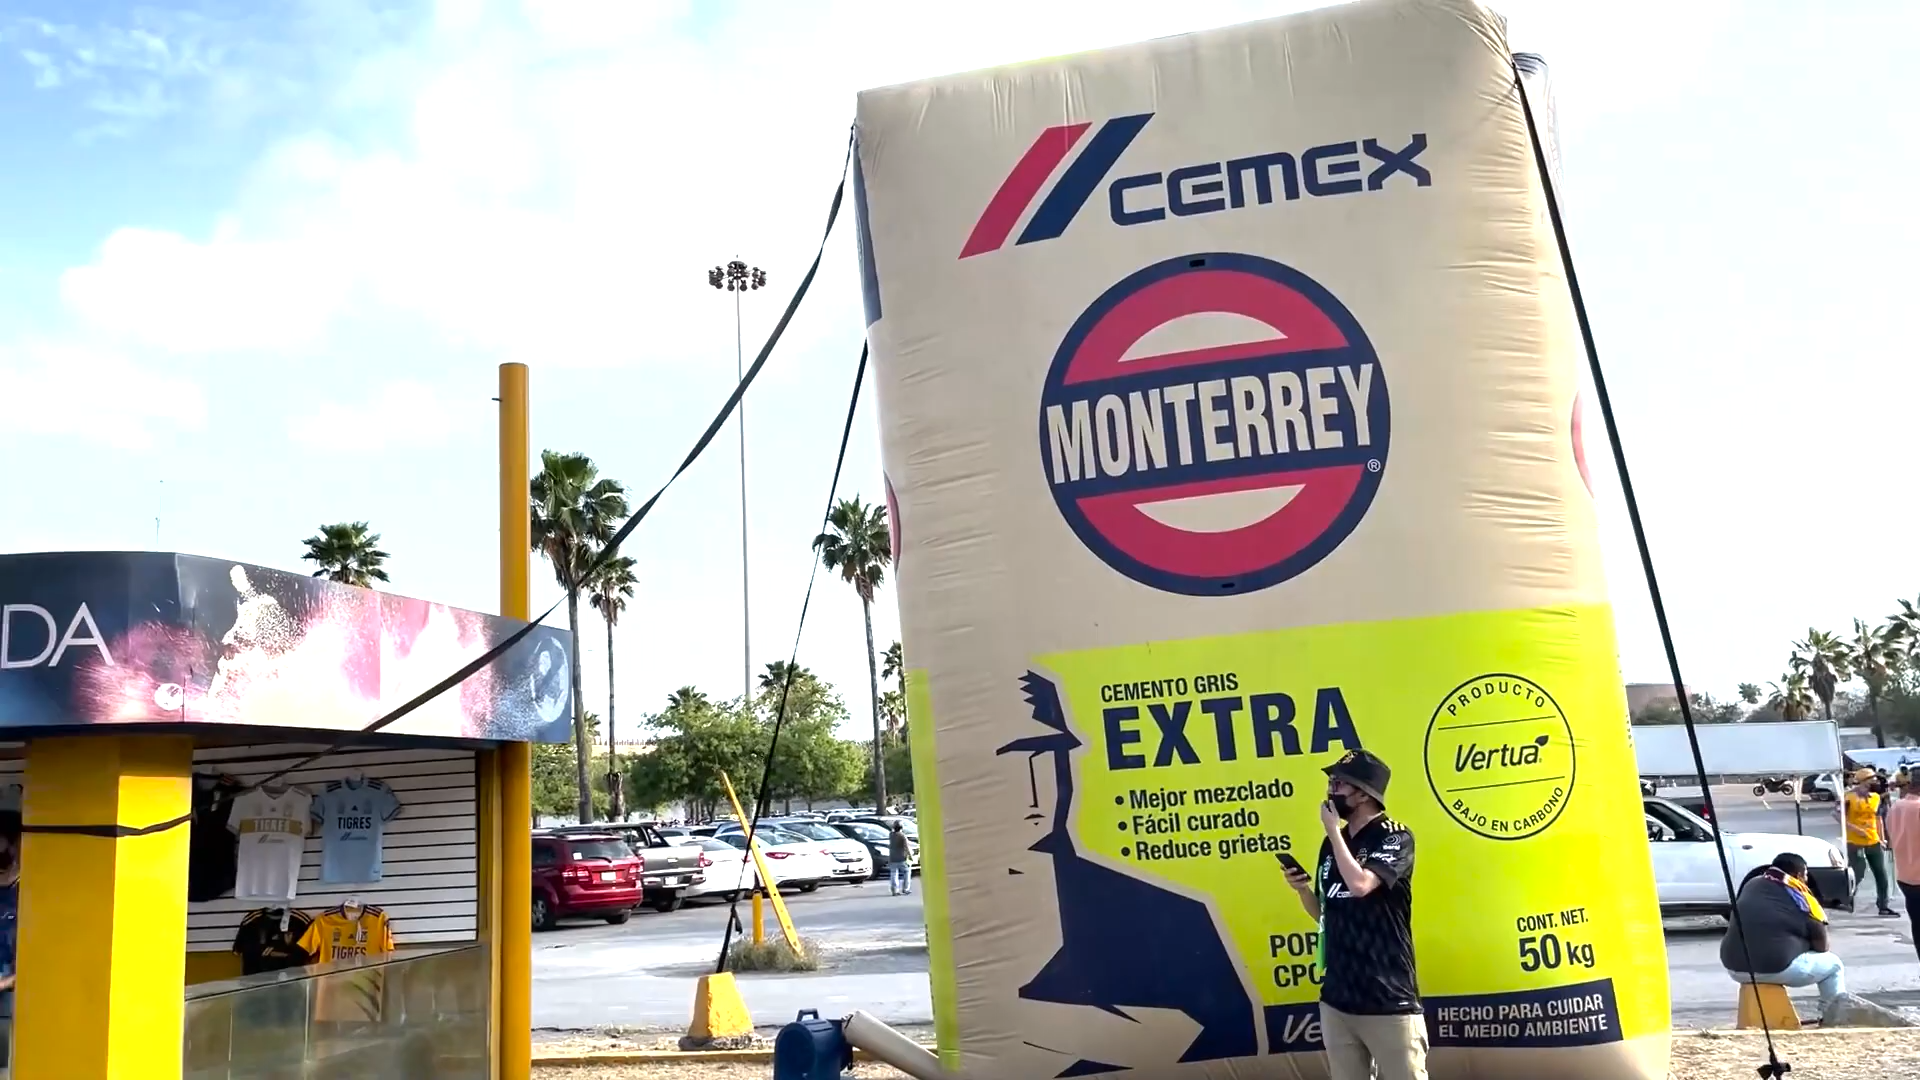 CEMEX
MONTERREY
®
CEMENTO GRIS
EXTRA
• Mejor mezclado
• Fácil curado
• Reduce grietas
PRODUCTO
Vertua
BAJO EN CARBONO
CONT. NET.
50 kg
HECHO PARA CUIDAR
EL MEDIO AMBIENTE
DA
TIGRES
TIGRES
TIGRES